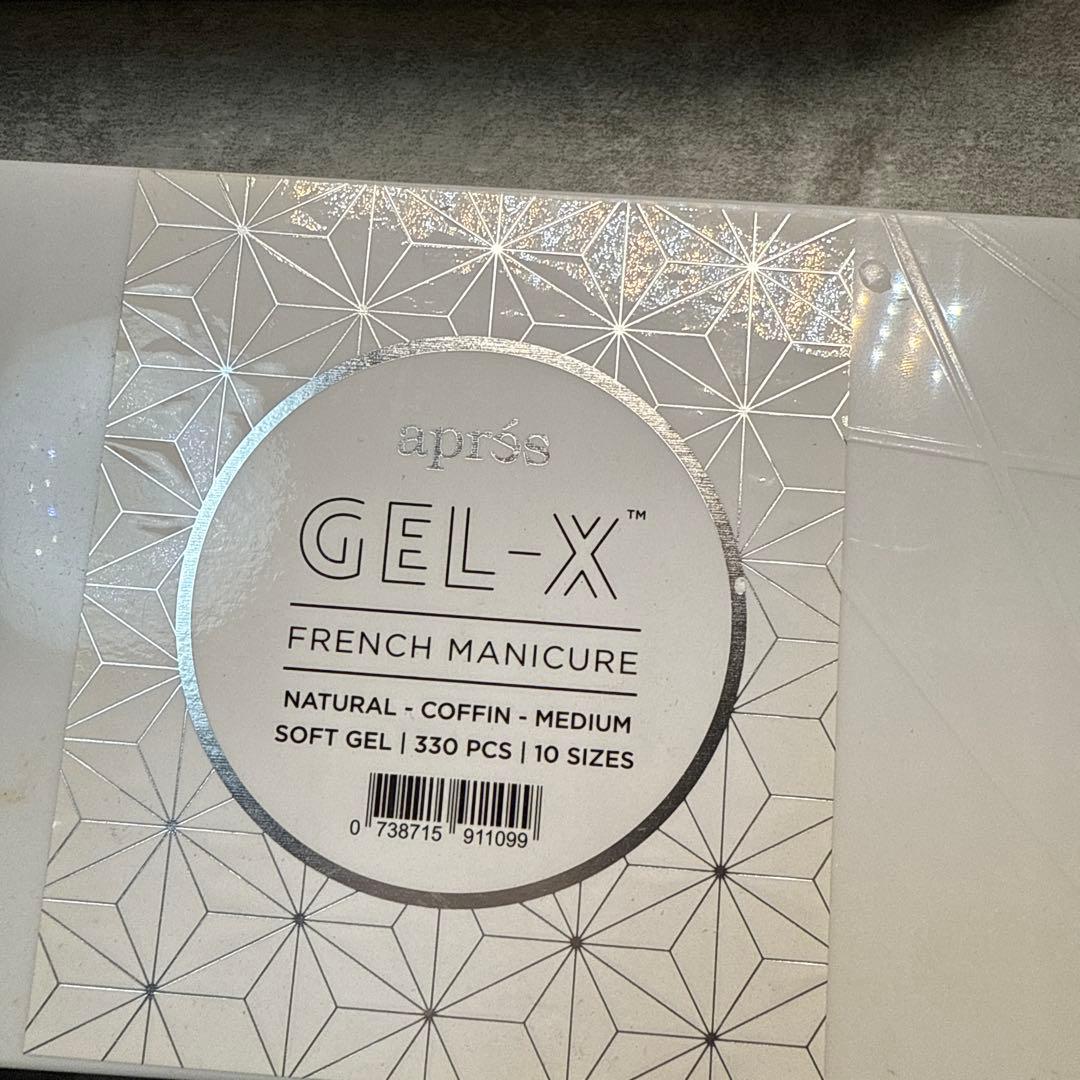 aprés
GEL-X™
FRENCH MANICURE
NATURAL - COFFIN - MEDIUM
SOFT GEL | 330 PCS | 10 SIZES
0 738715 911099